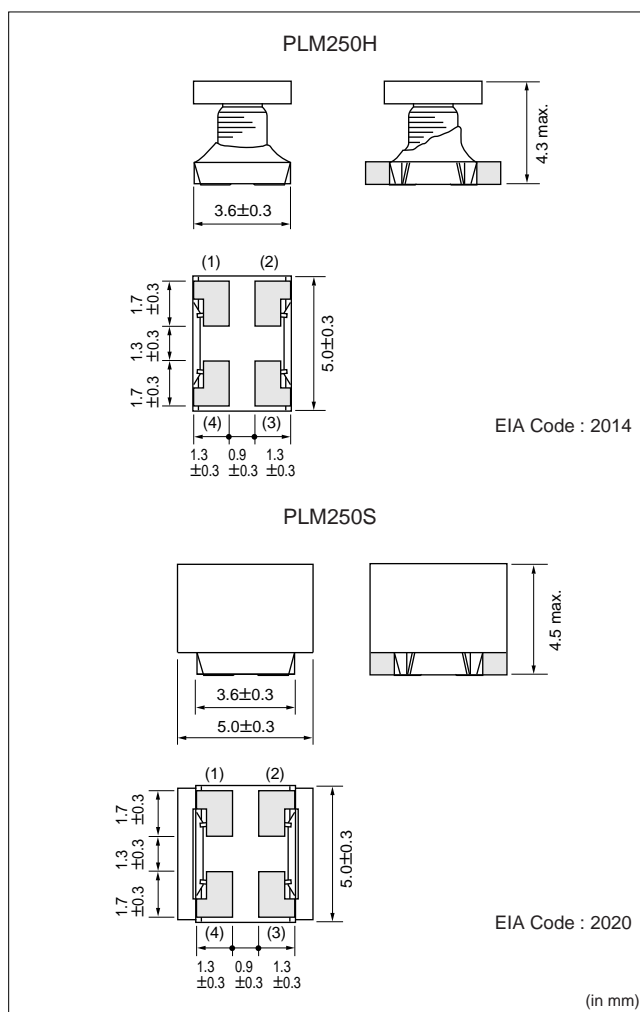 PLM250H
4.3 max.
3.6±0.3
(1) (2)
1.7
±0.3
1.3
±0.3
1.7
±0.3
5.0±0.3
(4) (3)
1.3 0.9 1.3
±0.3 ±0.3 ±0.3
EIA Code : 2014
PLM250S
4.5 max.
3.6±0.3
5.0±0.3
(1) (2)
1.7
±0.3
1.3
±0.3
1.7
±0.3
5.0±0.3
(4) (3)
1.3 0.9 1.3
±0.3 ±0.3 ±0.3
EIA Code : 2020
(in mm)